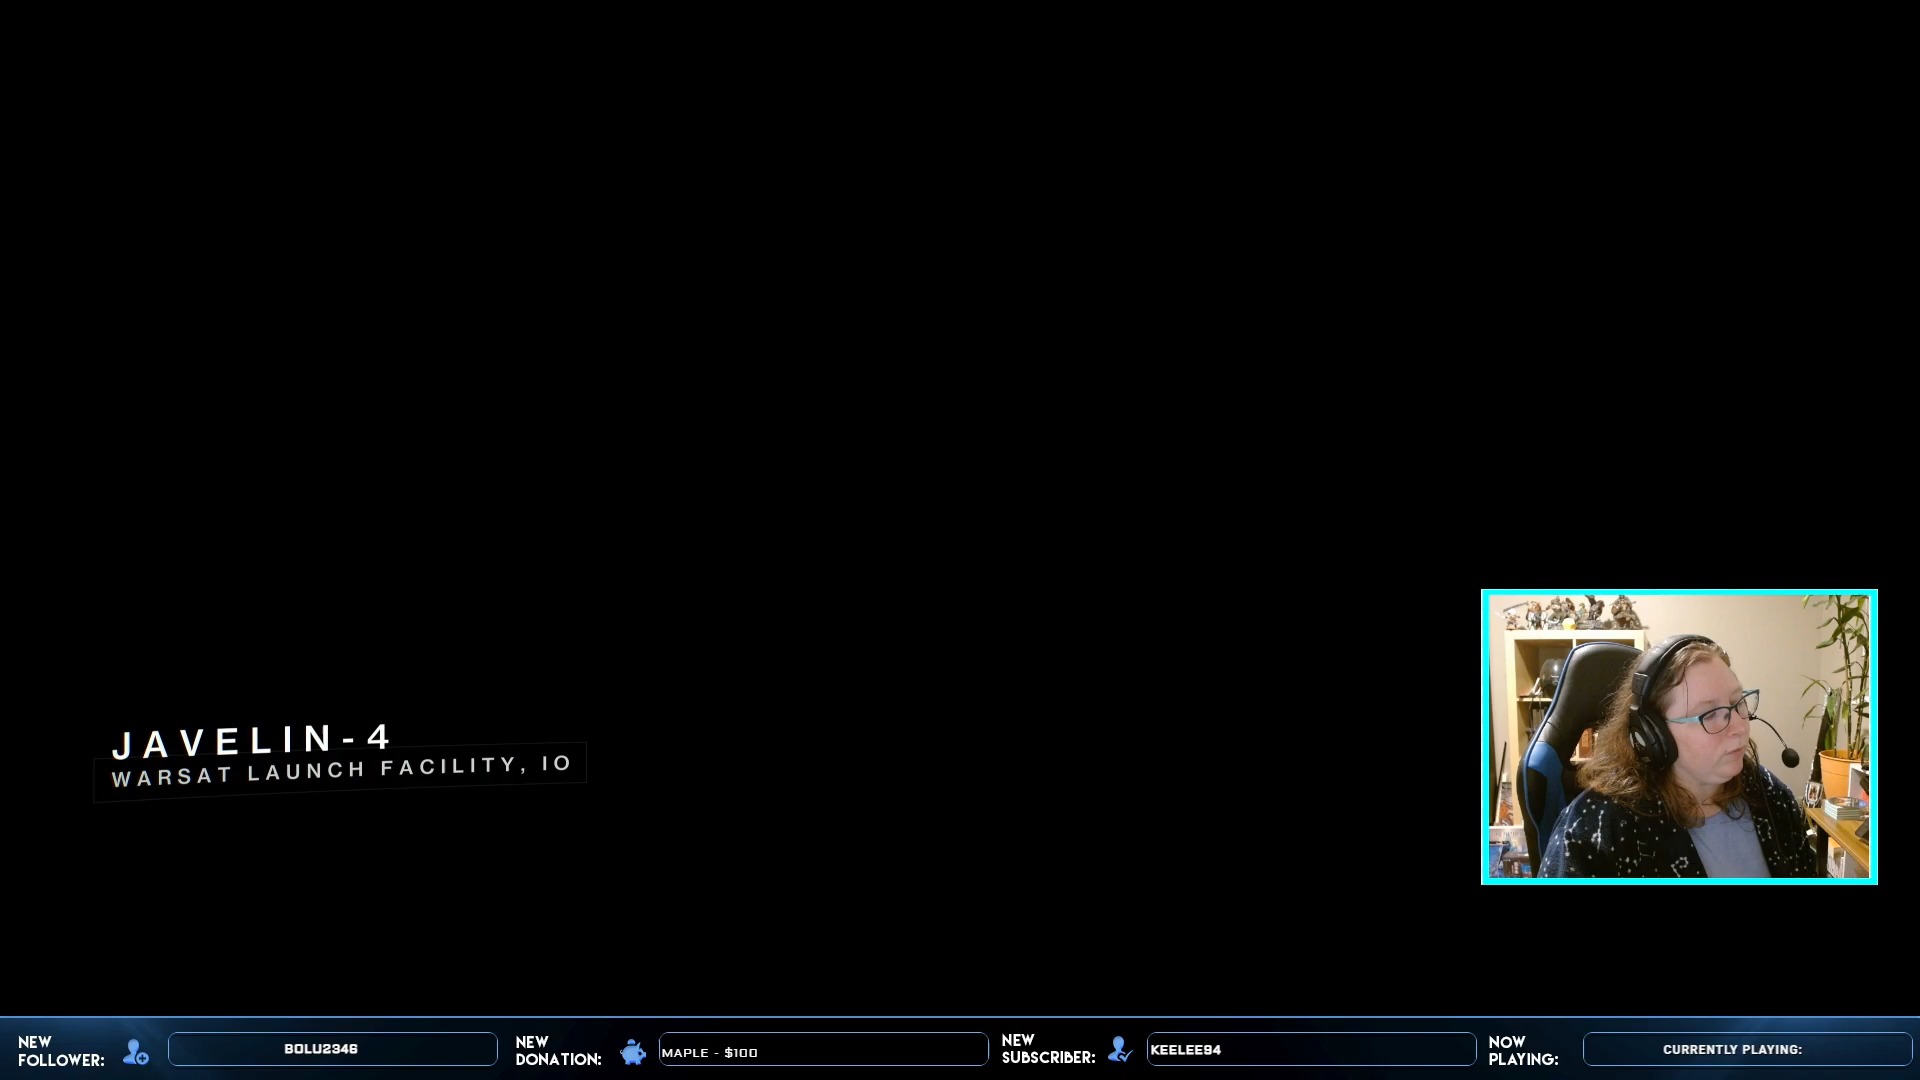 JAVELIN-4
WARSAT LAUNCH FACILITY, IO
NEW
FOLLOWER:
BOLU2346
NEW
DONATION:
MAPLE - $100
NEW
SUBSCRIBER:
KEELEE94
NOW
PLAYING:
CURRENTLY PLAYING: